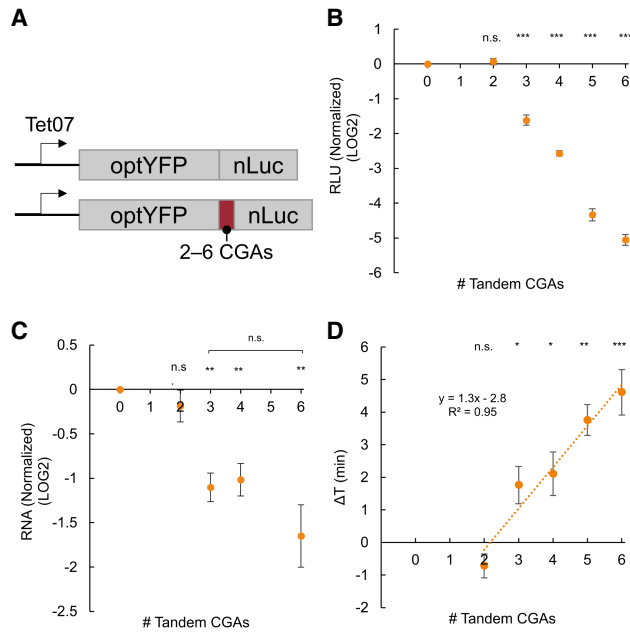 A
Tet07
optYFP nLuc
optYFP nLuc
2–6 CGAs
B
RLU (Normalized)
(LOG2)
1
0
-1
-2
-3
-4
-5
-6
n.s. *** *** *** ***
0 1 2 3 4 5 6
# Tandem CGAs
C
RNA (Normalized)
(LOG2)
0.5
0
-0.5
-1
-1.5
-2
-2.5
n.s.
n.s ** ** **
0 1 2 3 4 5 6
# Tandem CGAs
D
ΔT (min)
6
5
4
3
2
1
0
-1
-2
n.s. * * ** ***
y = 1.3x - 2.8
R² = 0.95
0 1 2 3 4 5 6
# Tandem CGAs